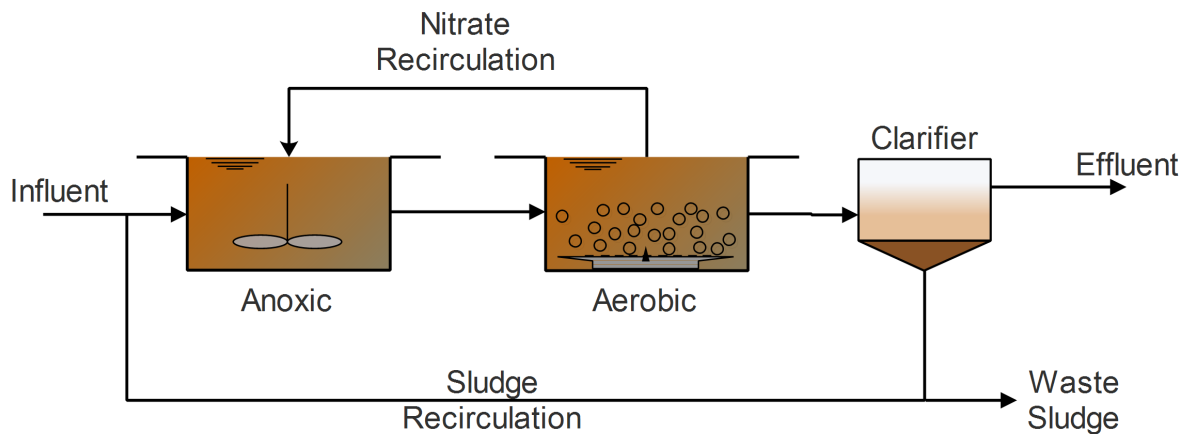 Nitrate
Recirculation
Clarifier
Influent
Effluent
Anoxic
Aerobic
Sludge
Recirculation
Waste
Sludge